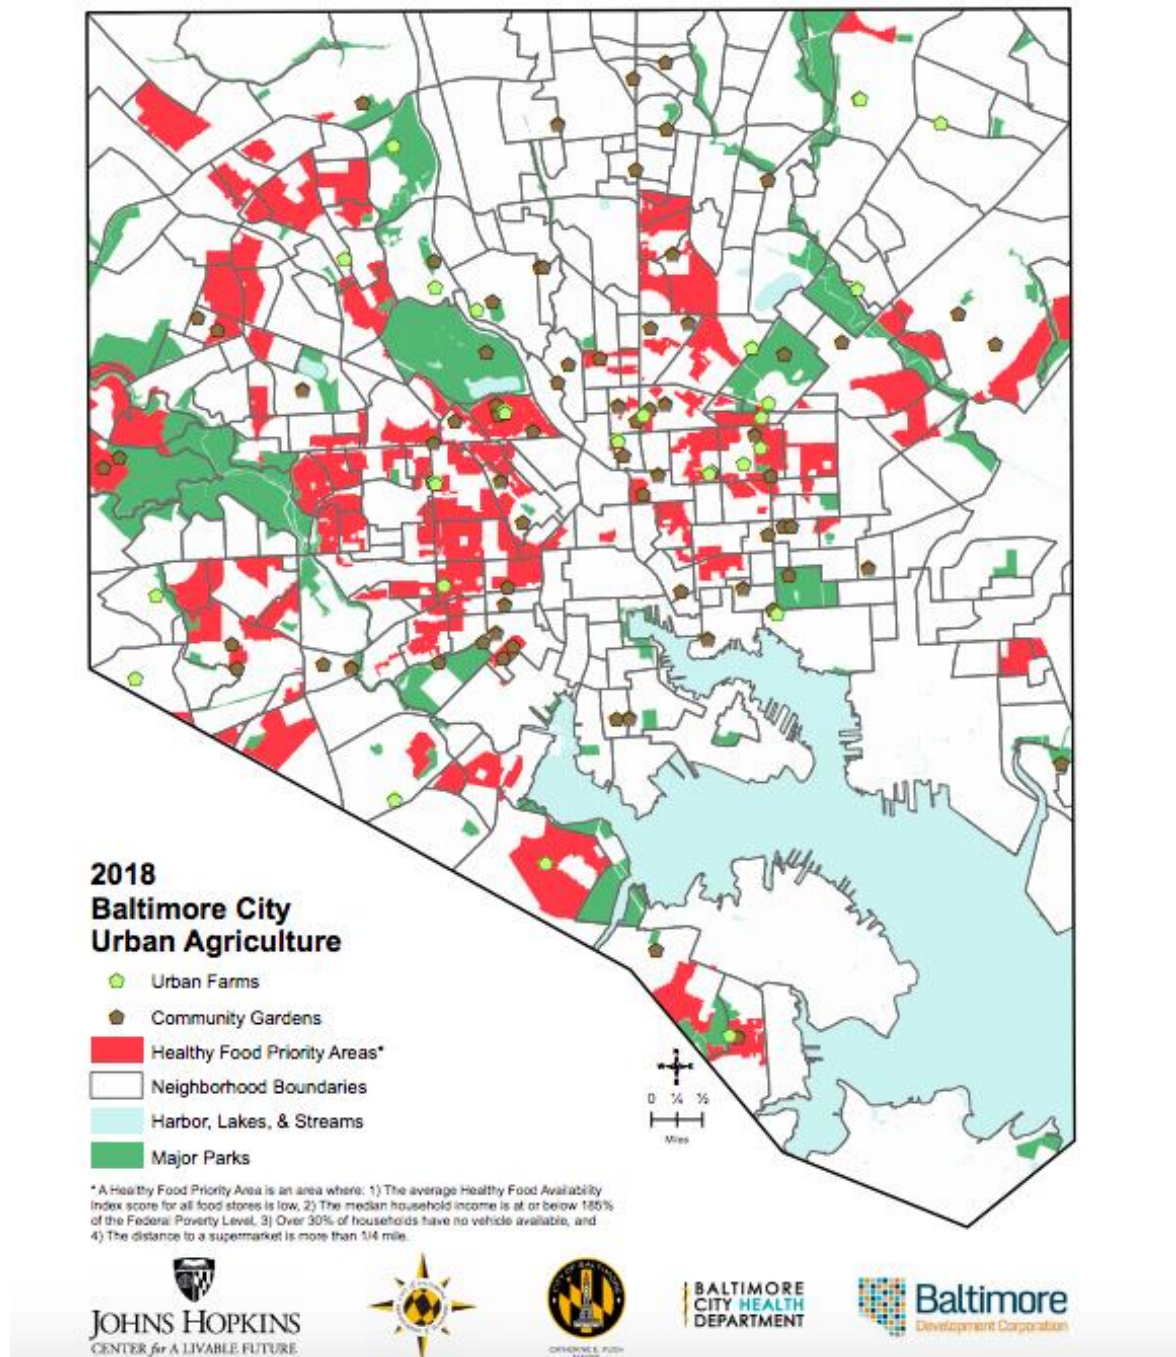 2018
Baltimore City
Urban Agriculture
Urban Farms
Community Gardens
Healthy Food Priority Areas*
Neighborhood Boundaries
Harbor, Lakes, & Streams
Major Parks
0 ¼ ½
Miles
* A Healthy Food Priority Area is an area where: 1) The average Healthy Food Availability
Index score for all food stores is low, 2) The median household income is at or below 185%
of the Federal Poverty Level, 3) Over 30% of households have no vehicle available, and
4) The distance to a supermarket is more than 1/4 mile.
JOHNS HOPKINS
CENTER for A LIVABLE FUTURE
CITY OF BALTIMORE
CATHERINE E. PUGH
BALTIMORE
CITY HEALTH
DEPARTMENT
Baltimore
Development Corporation